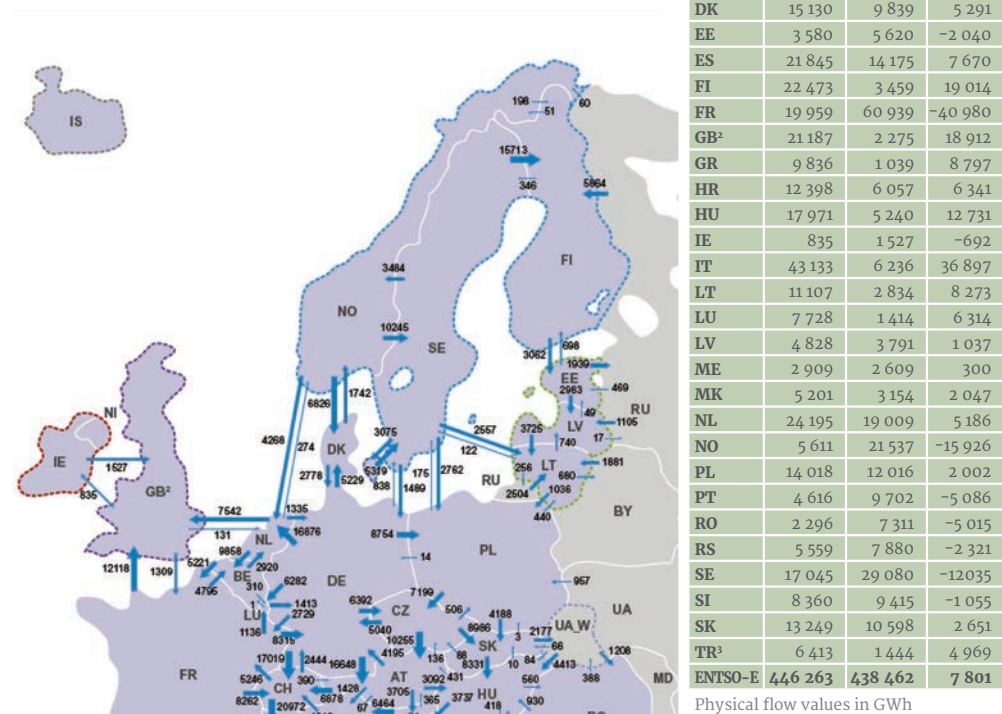 IS
198
51
60
15713
346
5864
FI
3484
NO
10245
SE
3062
698
1939
EE
2983
469
RU
49
LV
1105
3725
740
17
LT
256
680
1881
1036
2504
440
RU
BY
6826
1742
4268
274
DK
3075
2557
122
2776
5229
5319
838
175
1489
2762
NI
IE
1527
835
GB²
7542
131
1335
16876
NL
8754
14
PL
12118
1309
5221
9858
4795
BE
2920
310
6282
DE
1
1413
LU
2729
1136
8315
6392
CZ
5040
7199
506
957
UA
4188
UA_W
8986
3
2177
SK
66
1208
17019
2444
16648
10255
4195
136
88
8331
10
84
4413
388
MD
FR
5246
390
CH
8262
6878
1428
AT
3705
3092
431
365
3737
HU
560
418
930
20972
67
6464
DK 15 130 9 839 5 291
EE 3 580 5 620 -2 040
ES 21 845 14 175 7 670
FI 22 473 3 459 19 014
FR 19 959 60 939 -40 980
GB² 21 187 2 275 18 912
GR 9 836 1 039 8 797
HR 12 398 6 057 6 341
HU 17 971 5 240 12 731
IE 835 1 527 -692
IT 43 133 6 236 36 897
LT 11 107 2 834 8 273
LU 7 728 1 414 6 314
LV 4 828 3 791 1 037
ME 2 909 2 609 300
MK 5 201 3 154 2 047
NL 24 195 19 009 5 186
NO 5 611 21 537 -15 926
PL 14 018 12 016 2 002
PT 4 616 9 702 -5 086
RO 2 296 7 311 -5 015
RS 5 559 7 880 -2 321
SE 17 045 29 080 -12035
SI 8 360 9 415 -1 055
SK 13 249 10 598 2 651
TR³ 6 413 1 444 4 969
ENTSO-E 446 263 438 462 7 801
Physical flow values in GWh